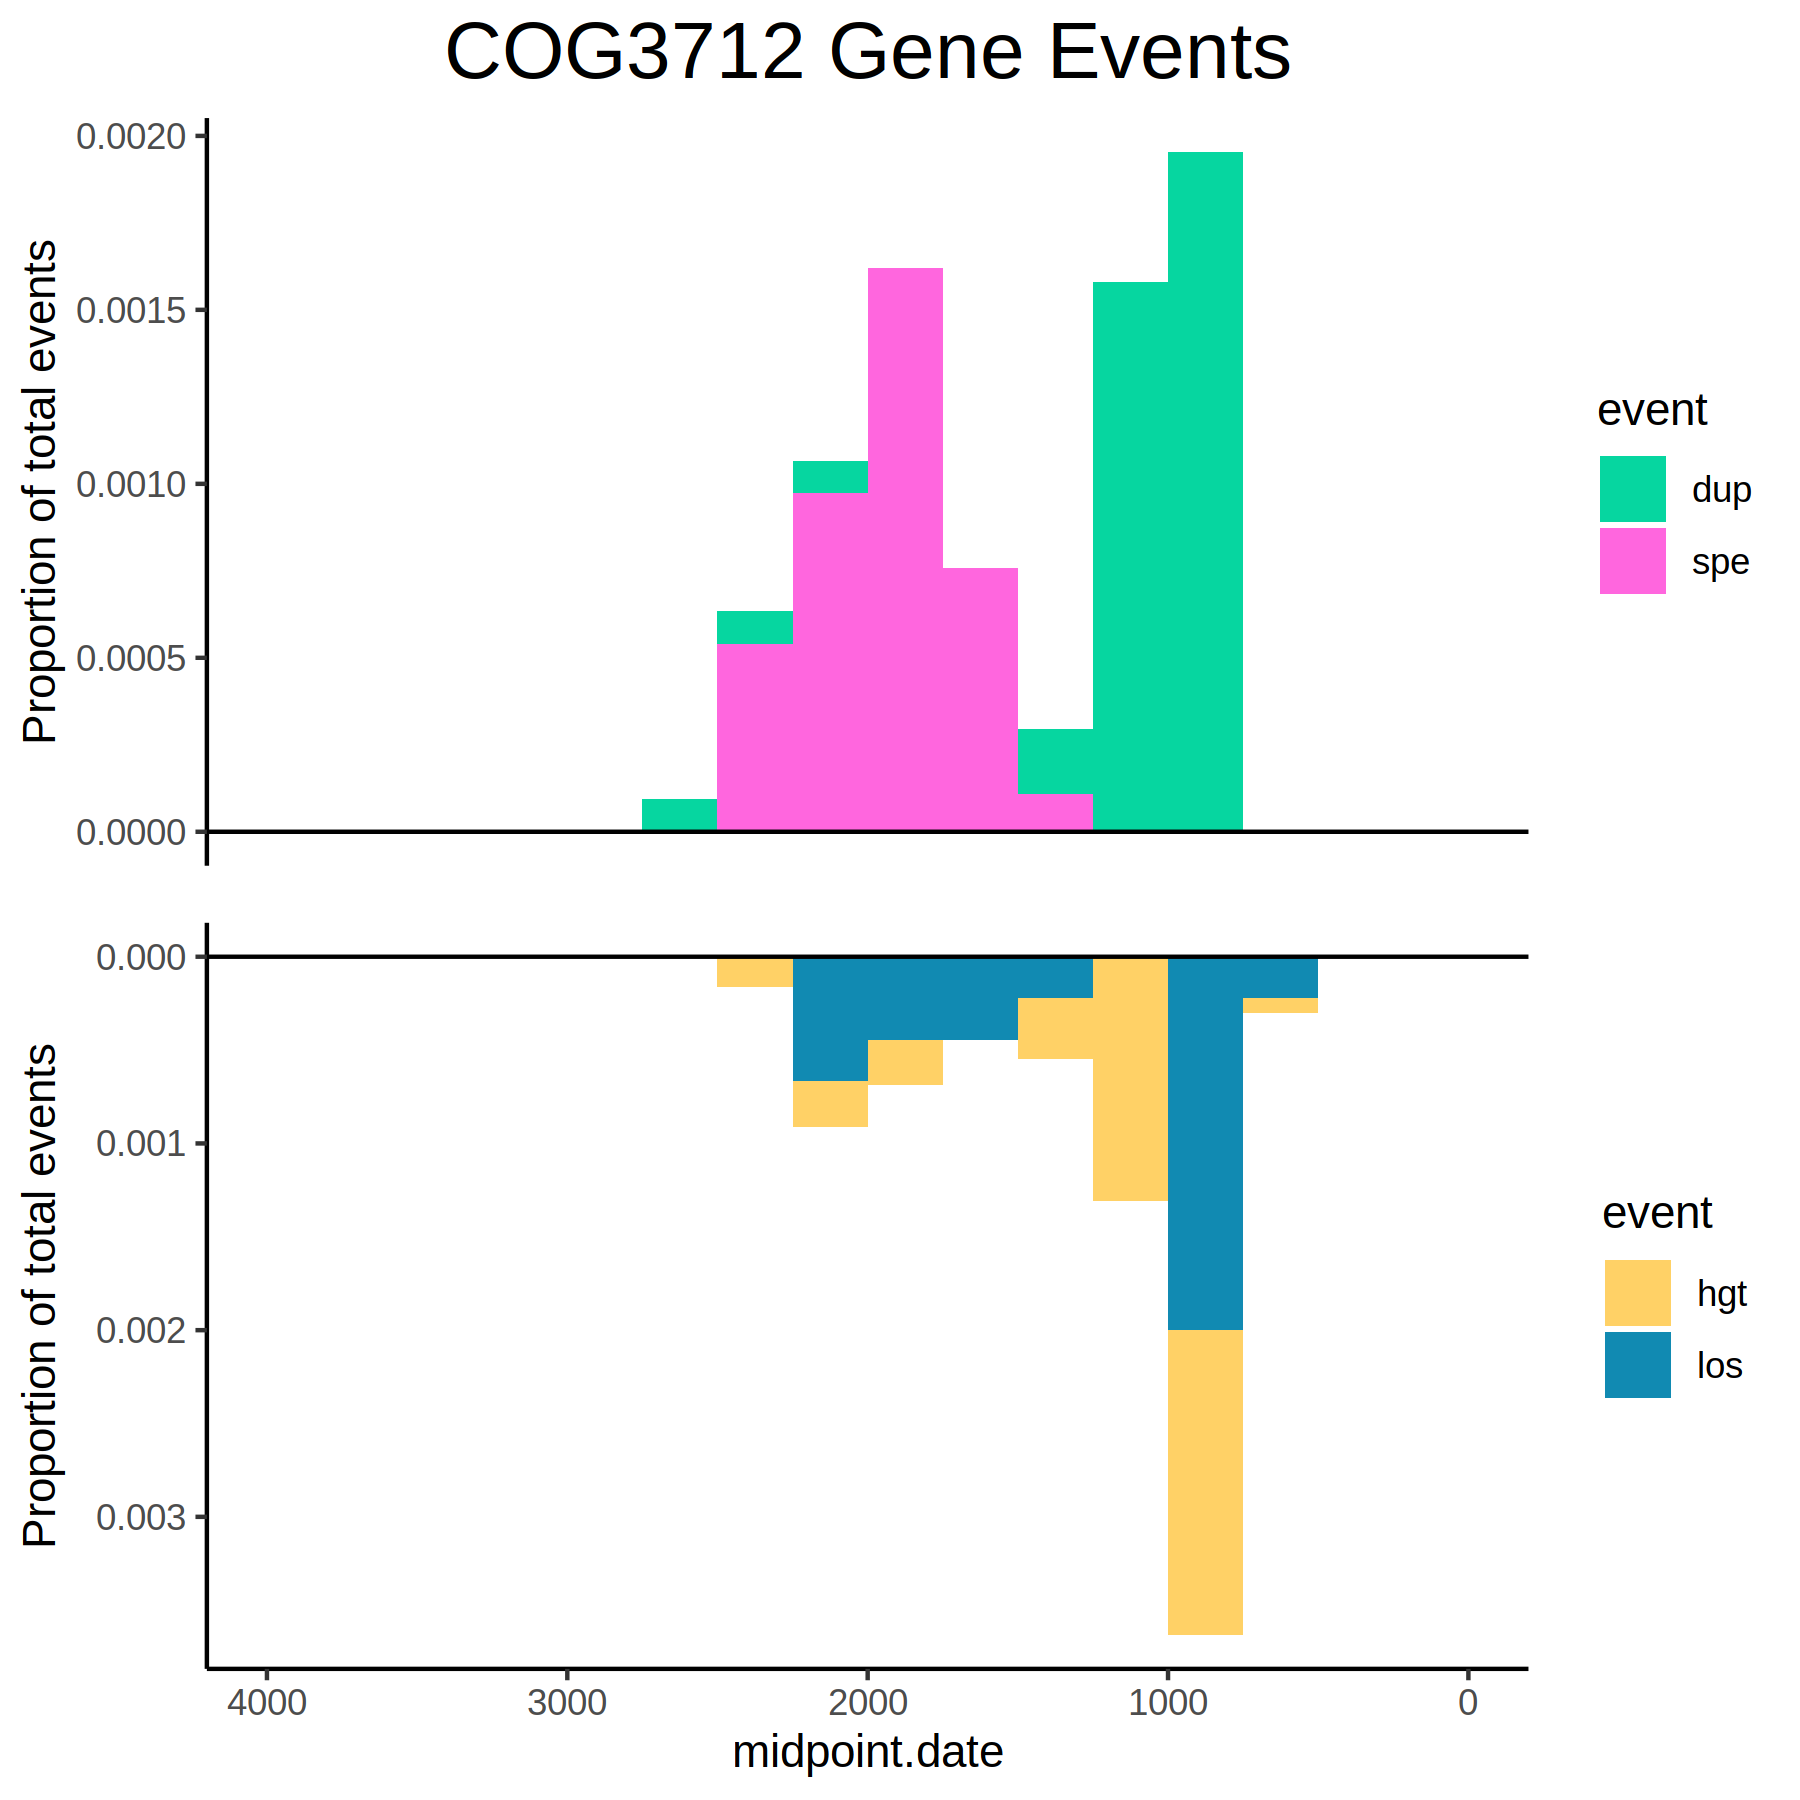 COG3712 Gene Events
Proportion of total events
0.0020
0.0015
0.0010
0.0005
0.0000
event
dup
spe
Proportion of total events
0.000
0.001
0.002
0.003
event
hgt
los
4000 3000 2000 1000 0
midpoint.date